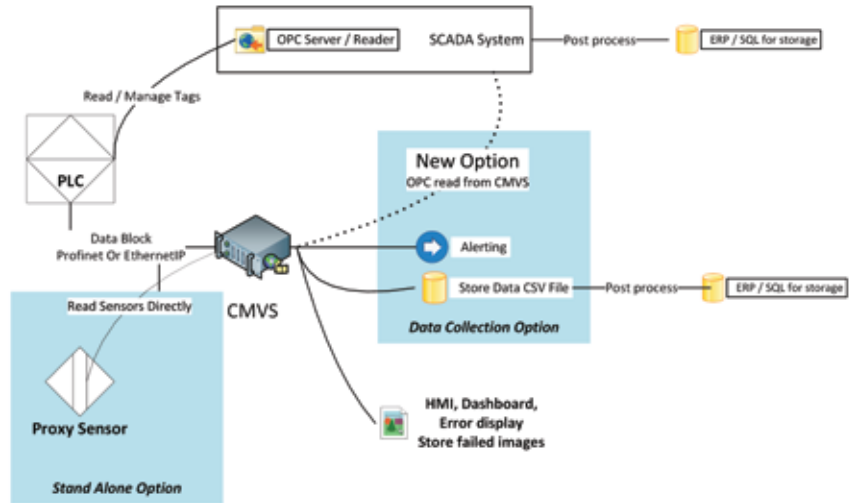 OPC Server / Reader
SCADA System
Post process
ERP / SQL for storage
Read / Manage Tags
PLC
New Option
OPC read from CMVS
Data Block
Profinet Or EthernetIP
Alerting
Read Sensors Directly
CMVS
Store Data CSV File
Post process
ERP / SQL for storage
Data Collection Option
Proxy Sensor
HMI, Dashboard,
Error display
Store failed images
Stand Alone Option